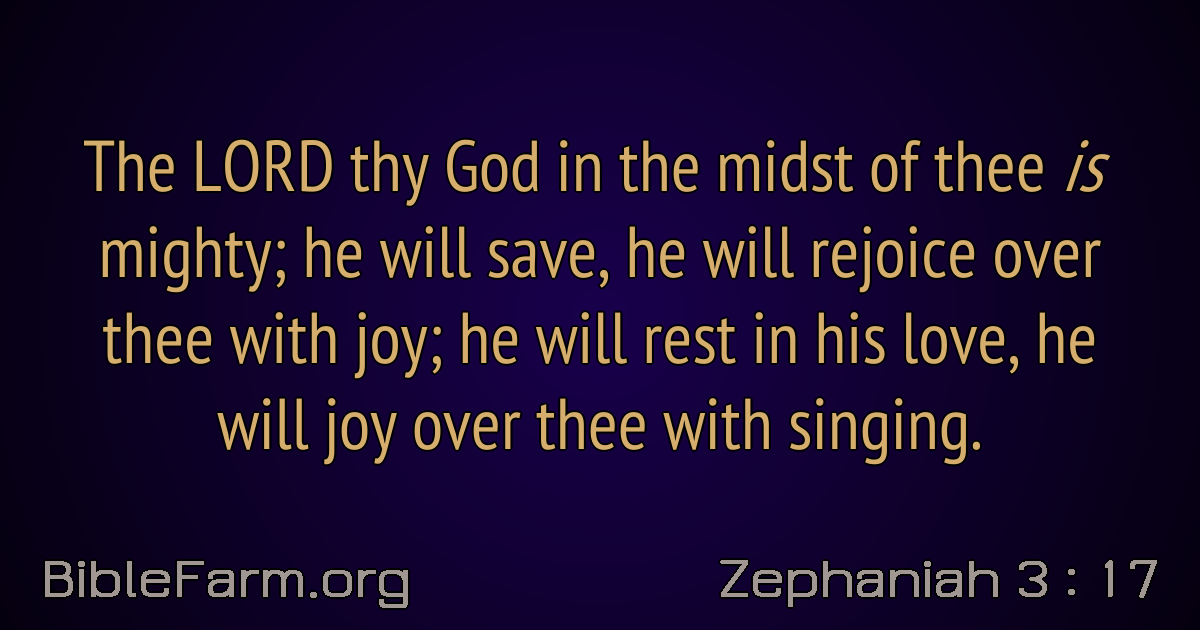 The LORD thy God in the midst of thee is
mighty; he will save, he will rejoice over
thee with joy; he will rest in his love, he
will joy over thee with singing.
BibleFarm.org
Zephaniah 3 : 17